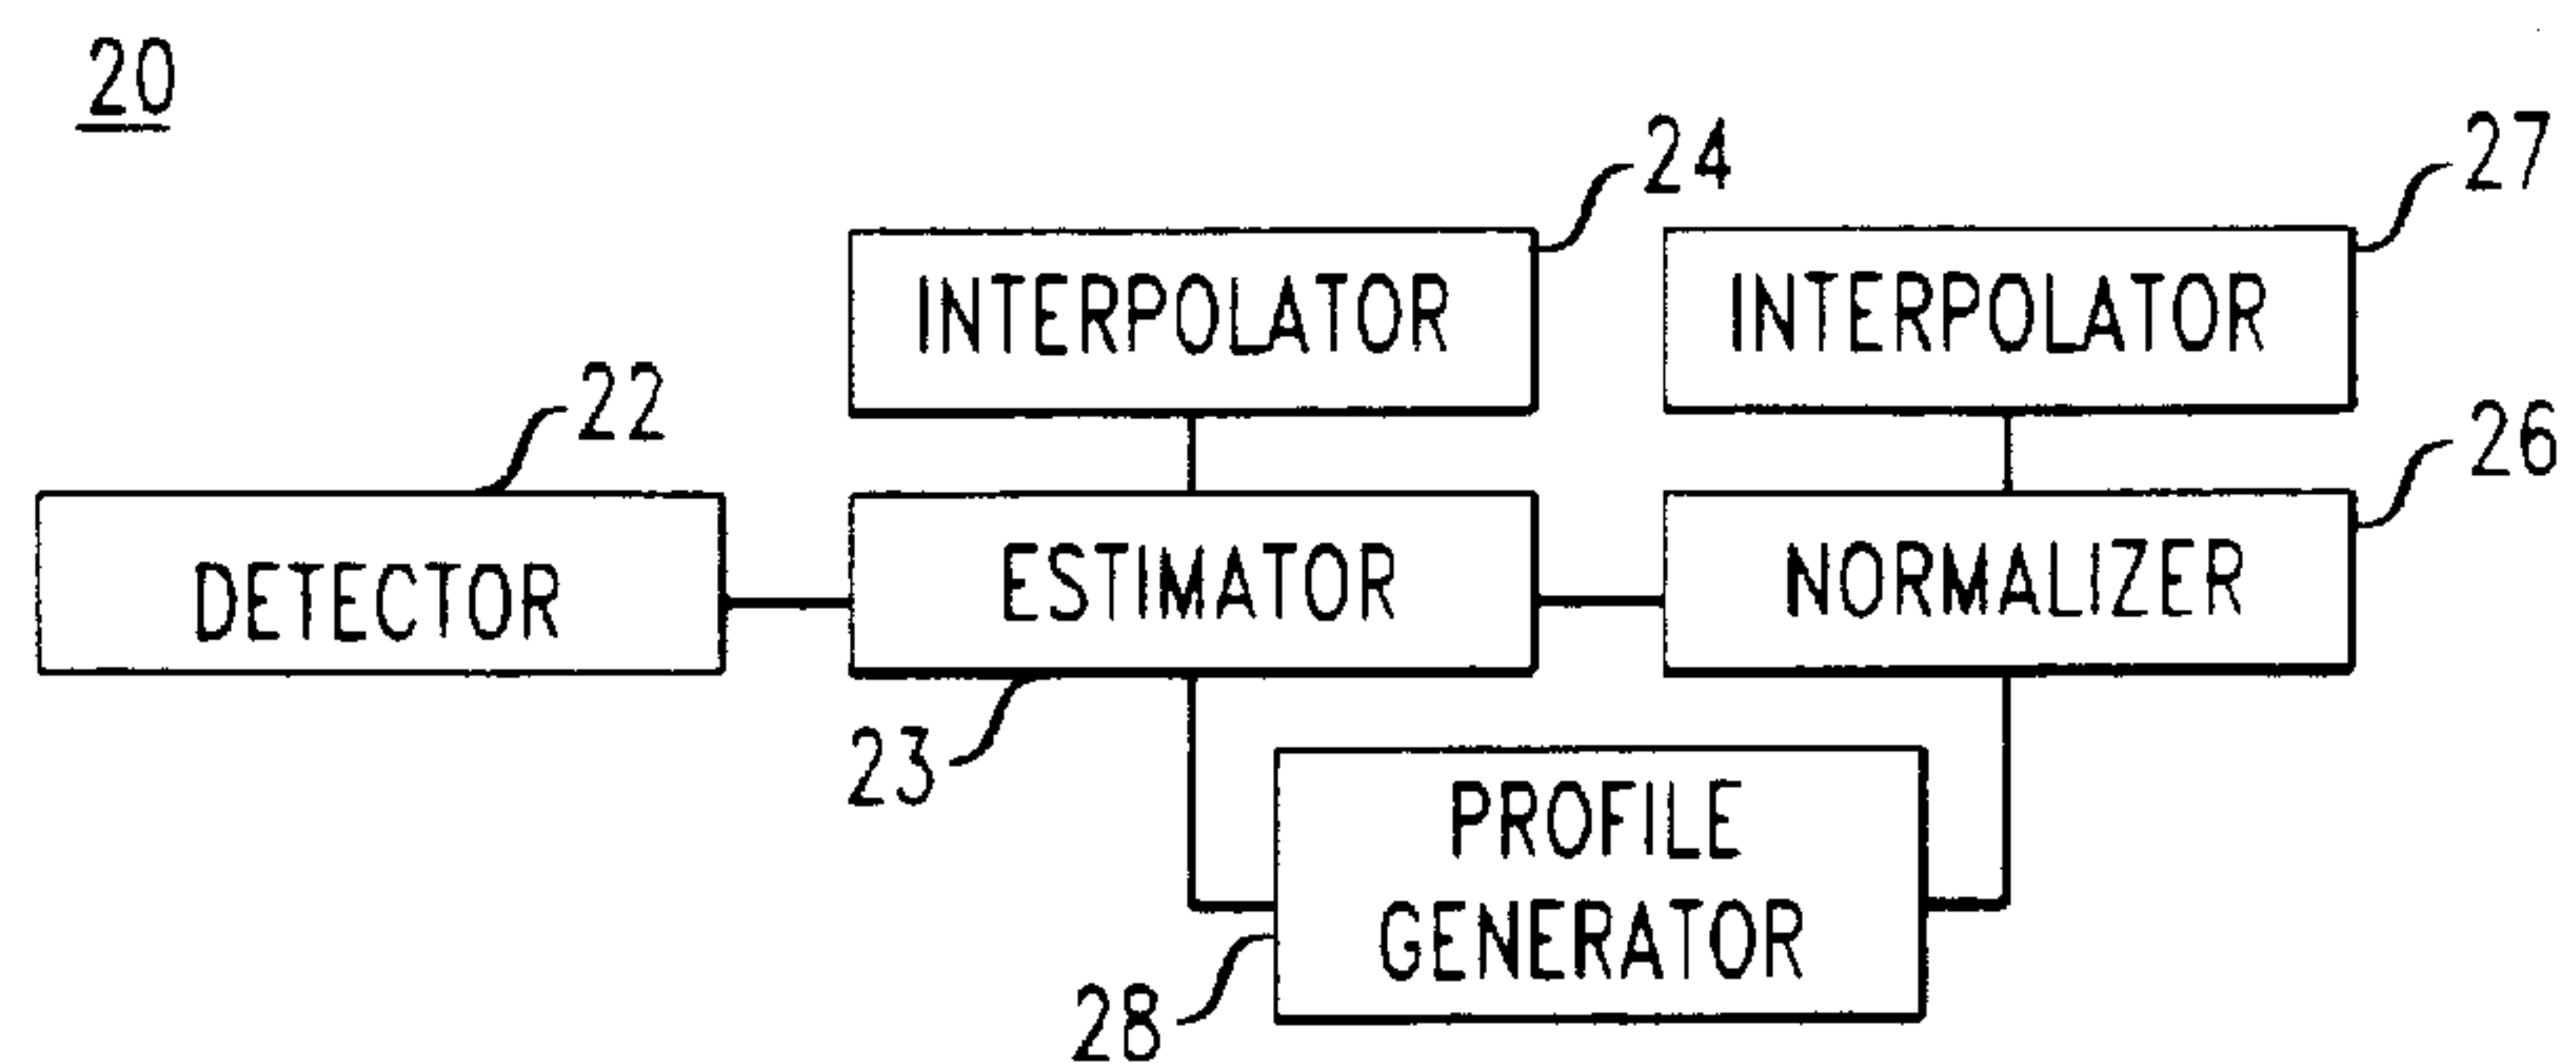 20
24
27
INTERPOLATOR
INTERPOLATOR
22
26
DETECTOR
ESTIMATOR
NORMALIZER
23
PROFILE
GENERATOR
28